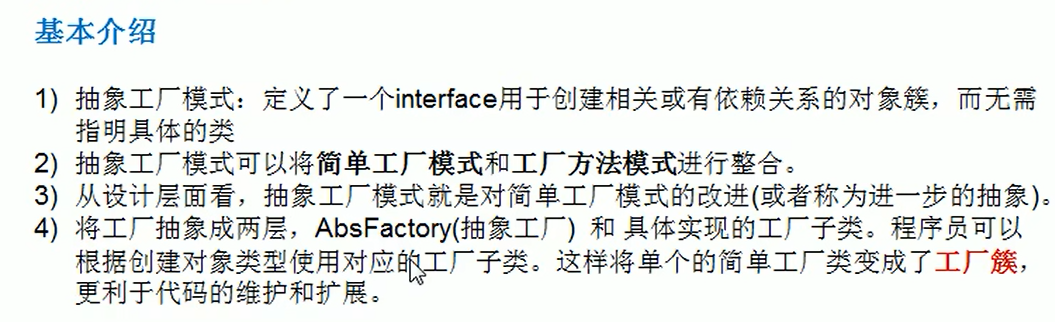 基本介绍
1) 抽象工厂模式：定义了一个interface用于创建相关或有依赖关系的对象簇，而无需
指明具体的类
2) 抽象工厂模式可以将简单工厂模式和工厂方法模式进行整合。
3) 从设计层面看，抽象工厂模式就是对简单工厂模式的改进(或者称为进一步的抽象)。
4) 将工厂抽象成两层，AbsFactory(抽象工厂) 和 具体实现的工厂子类。程序员可以
根据创建对象类型使用对应的工厂子类。这样将单个的简单工厂类变成了工厂簇，
更利于代码的维护和扩展。